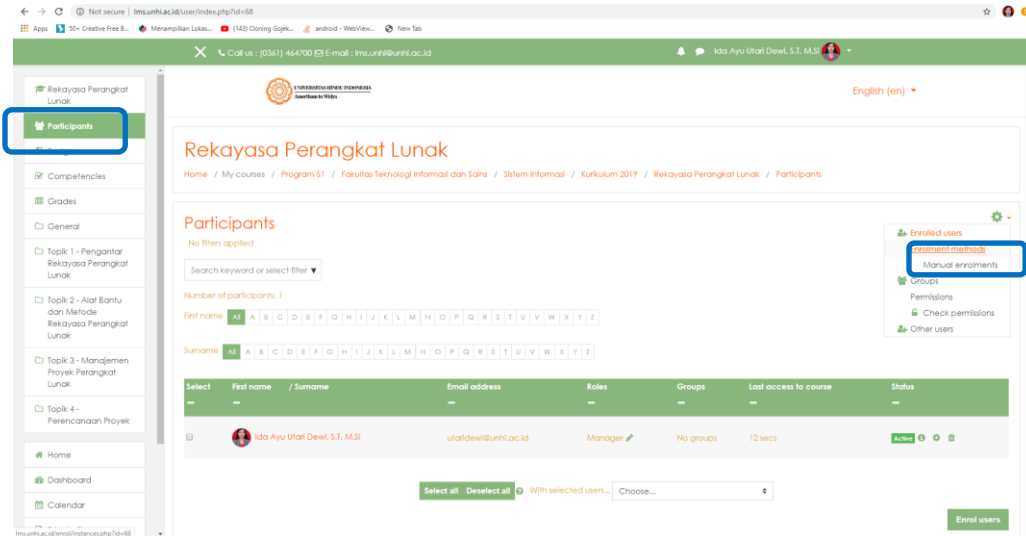 Not secure | lms.unhi.ac.id/user/index.php?id=68
Apps 50+ Creative Free B... Menampilkan Lokas... (143) Cloning Gojek... android - WebView... New Tab
Call us : (0361) 464700 E-mail : lms.unhi@unhi.ac.id
Ida Ayu Utari Dewi, S.T. M.Si
UNIVERSITAS HINDU INDONESIA
English (en)
Rekayasa Perangkat
Lunak
Participants
Competencies
Grades
General
Topik 1 - Pengantar
Rekayasa Perangkat
Lunak
Topik 2 - Alat Bantu
dan Metode
Rekayasa Perangkat
Lunak
Topik 3 - Manajemen
Proyek Perangkat
Lunak
Topik 4 -
Perencanaan Proyek
Home
Dashboard
Calendar
lms.unhi.ac.id/enrol/instances.php?id=68
Rekayasa Perangkat Lunak
Home / My courses / Program S1 / Fakultas Teknologi Informasi dan Sains / Sistem Informasi / Kurikulum 2019 / Rekayasa Perangkat Lunak / Participants
Participants
No filters applied
Search keyword or select filter ▼
Number of participants: 1
First name All A B C D E F G H I J K L M N O P Q R S T U V W X Y Z
Surname All A B C D E F G H I J K L M N O P Q R S T U V W X Y Z
Enrolled users
Enrolment methods
Manual enrolments
Groups
Permissions
Check permissions
Other users
Select First name / Surname Email address Roles Groups Last access to course Status
Ida Ayu Utari Dewi, S.T. M.Si utaridewi@unhi.ac.id Manager No groups 12 secs Active
Select all Deselect all With selected users... Choose...
Enrol users